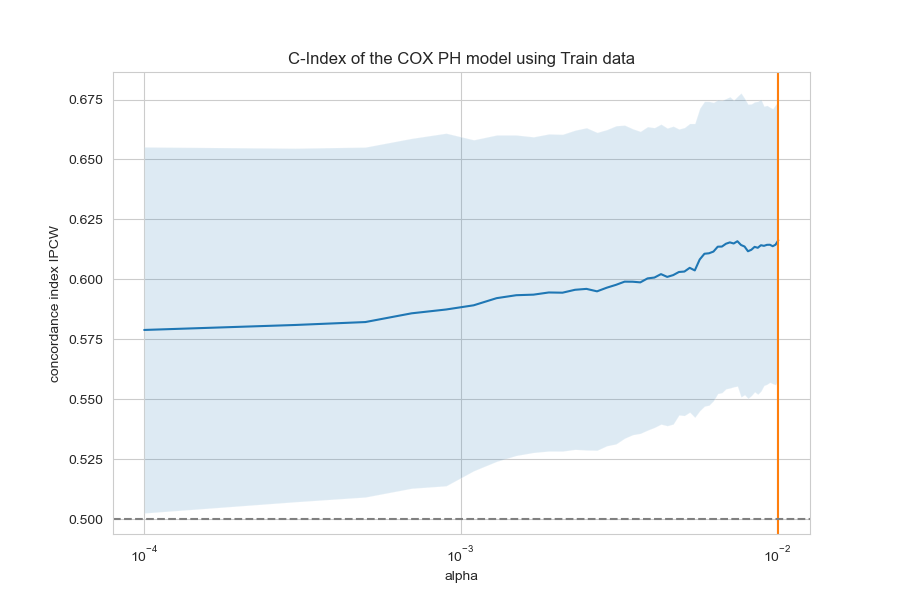 C-Index of the COX PH model using Train data
concordance index IPCW
0.675
0.650
0.625
0.600
0.575
0.550
0.525
0.500
10⁻⁴ 10⁻³ 10⁻²
alpha